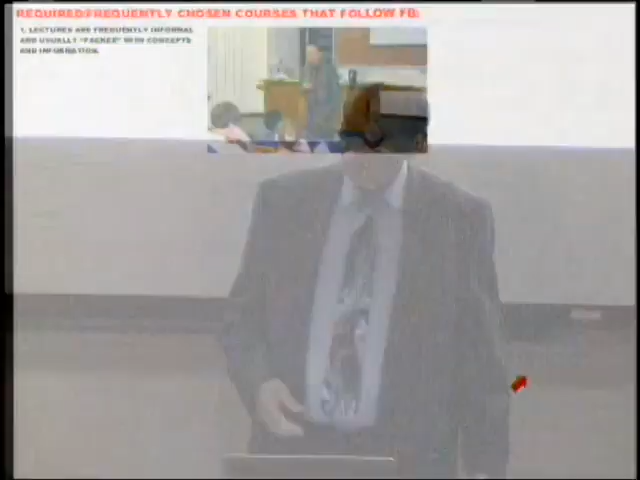 REQUIRED/FREQUENTLY CHOSEN COURSES THAT FOLLOW FB:
1. LECTURES ARE FREQUENTLY INFORMAL
AND USUALLY "PACKED" WITH CONCEPTS
AND INFORMATION.